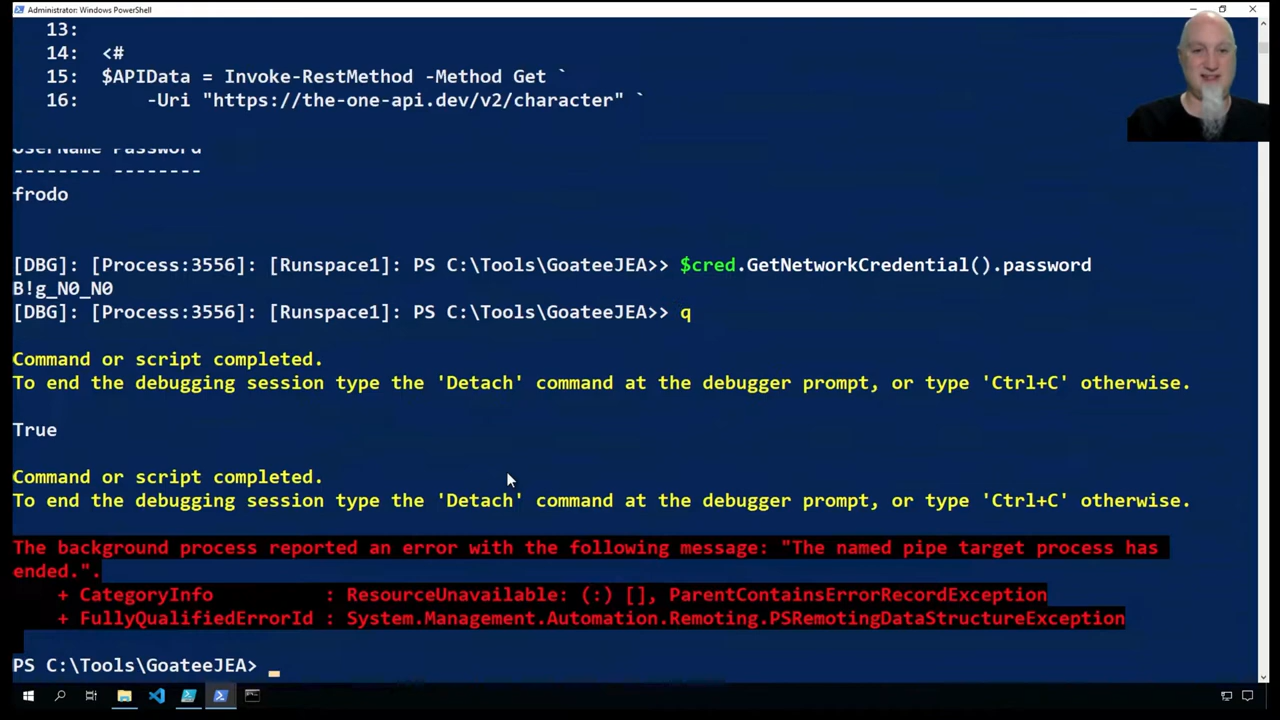 Administrator: Windows PowerShell
13:
14: <#
15: $APIData = Invoke-RestMethod -Method Get `
16: -Uri "https://the-one-api.dev/v2/character" `
UserName Password
-------- --------
frodo
[DBG]: [Process:3556]: [Runspace1]: PS C:\Tools\GoateeJEA>> $cred.GetNetworkCredential().password
B!g_N0_N0
[DBG]: [Process:3556]: [Runspace1]: PS C:\Tools\GoateeJEA>> q
Command or script completed.
To end the debugging session type the 'Detach' command at the debugger prompt, or type 'Ctrl+C' otherwise.
True
Command or script completed.
To end the debugging session type the 'Detach' command at the debugger prompt, or type 'Ctrl+C' otherwise.
The background process reported an error with the following message: "The named pipe target process has
ended.".
+ CategoryInfo : ResourceUnavailable: (:) [], ParentContainsErrorRecordException
+ FullyQualifiedErrorId : System.Management.Automation.Remoting.PSRemotingDataStructureException
PS C:\Tools\GoateeJEA>